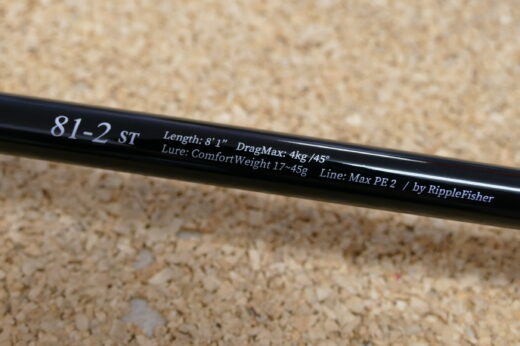 81-2 ST
Length: 8' 1" DragMax: 4kg /45°
Lure: ComfortWeight 17~45g Line: Max PE 2 / by RippleFisher